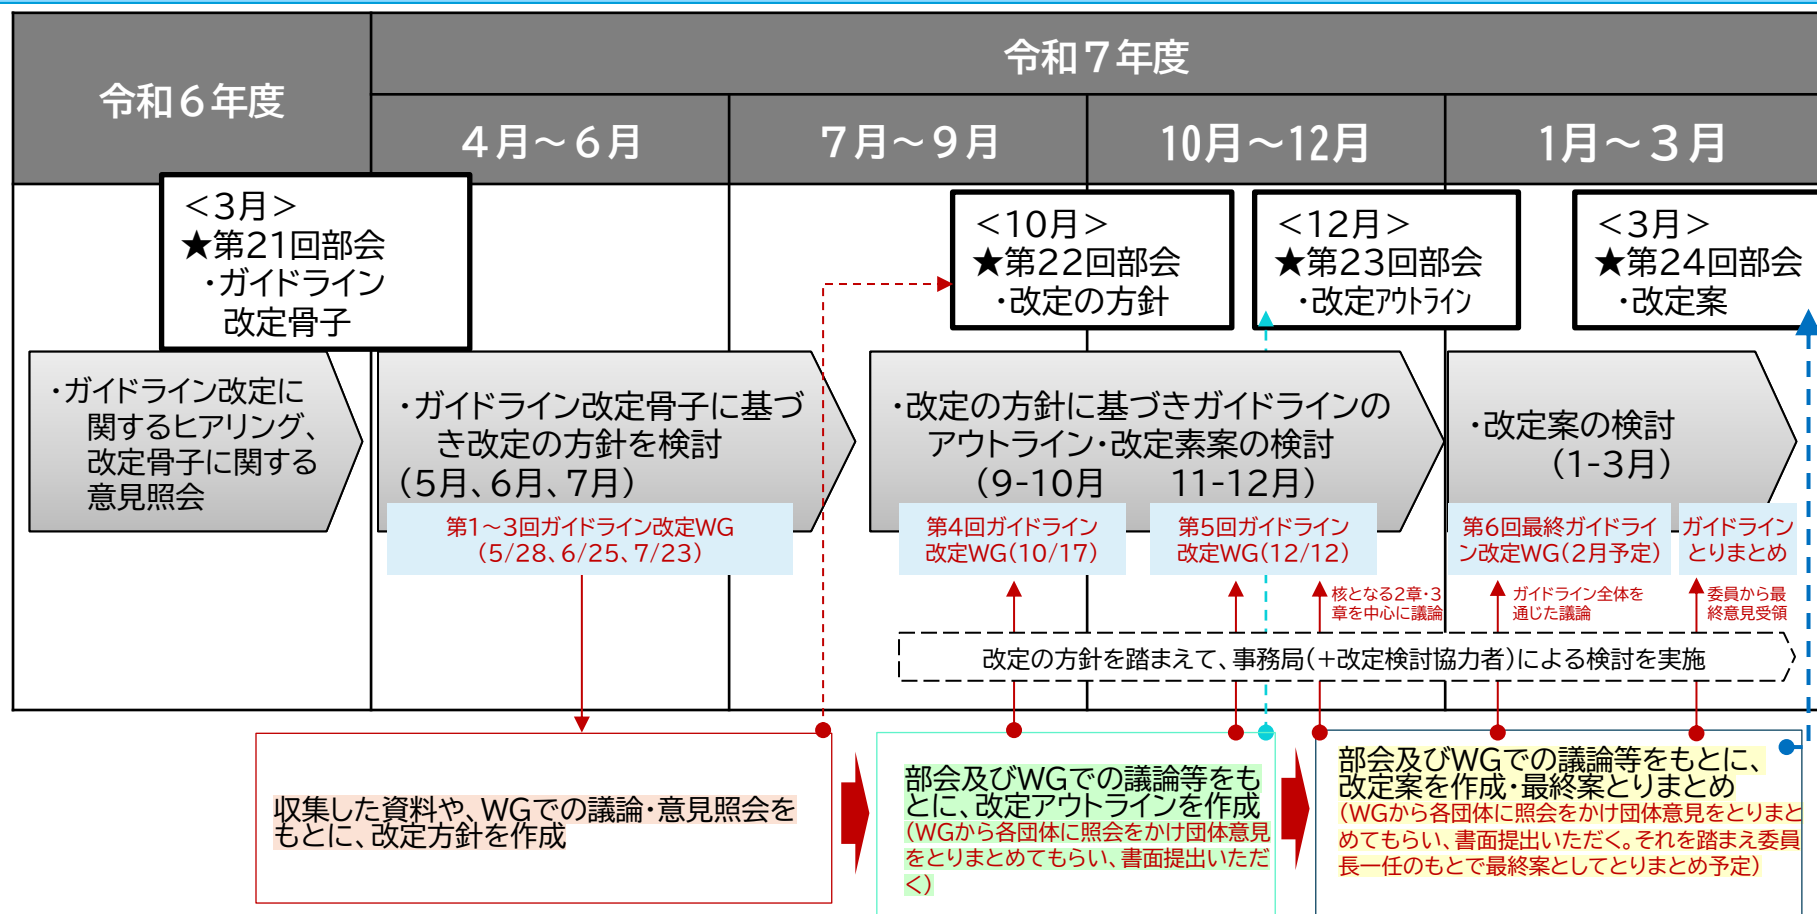 令和６年度
令和７年度
４月～６月
７月～９月
10月～12月
1月～３月
＜3月＞
★第21回部会
・ガイドライン
改定骨子
＜10月＞
★第22回部会
・改定の方針
＜12月＞
★第23回部会
・改定アウトライン
＜3月＞
★第24回部会
・改定案
・ガイドライン改定に
関するヒアリング、
改定骨子に関する
意見照会
・ガイドライン改定骨子に基づ
き改定の方針を検討
（5月、6月、7月）
・改定の方針に基づきガイドラインの
アウトライン・改定素案の検討
（9-10月　　11-12月）
・改定案の検討
（1-3月）
第1～3回ガイドライン改定WG
（5/28、6/25、7/23）
第4回ガイドライン
改定WG(10/17)
第5回ガイドライン
改定WG(12/12)
第6回最終ガイドライ
ン改定WG(2月予定)
ガイドライン
とりまとめ
核となる2章・3
章を中心に議論
ガイドライン全体を
通じた議論
委員から最
終意見受領
改定の方針を踏まえて、事務局(+改定検討協力者)による検討を実施
収集した資料や、WGでの議論・意見照会を
もとに、改定方針を作成
部会及びWGでの議論等をも
とに、改定アウトラインを作成
（WGから各団体に照会をかけ団体意見
をとりまとめてもらい、書面提出いただ
く）
部会及びWGでの議論等をもとに、
改定案を作成・最終案とりまとめ
（WGから各団体に照会をかけ団体意見をとりまと
めてもらい、書面提出いただく。それを踏まえ委員
長一任のもとで最終案としてとりまとめ予定）